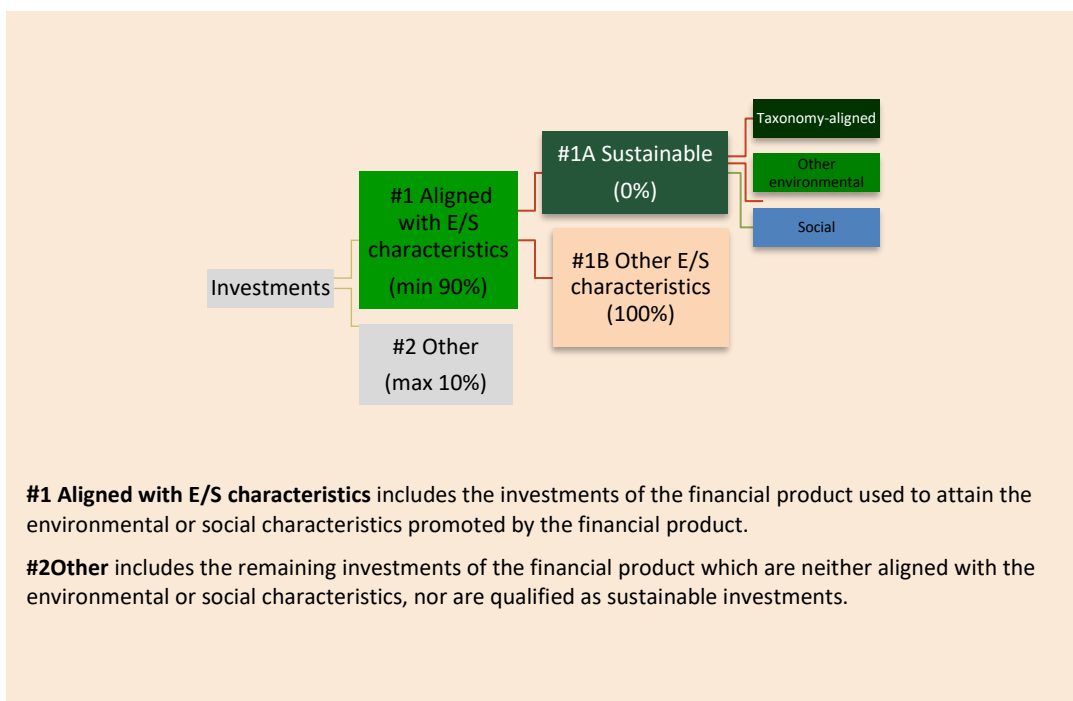 Investments
#1 Aligned
with E/S
characteristics
(min 90%)
#2 Other
(max 10%)
#1A Sustainable
(0%)
#1B Other E/S
characteristics
(100%)
Taxonomy-aligned
Other
environmental
Social
#1 Aligned with E/S characteristics includes the investments of the financial product used to attain the
environmental or social characteristics promoted by the financial product.
#2Other includes the remaining investments of the financial product which are neither aligned with the
environmental or social characteristics, nor are qualified as sustainable investments.